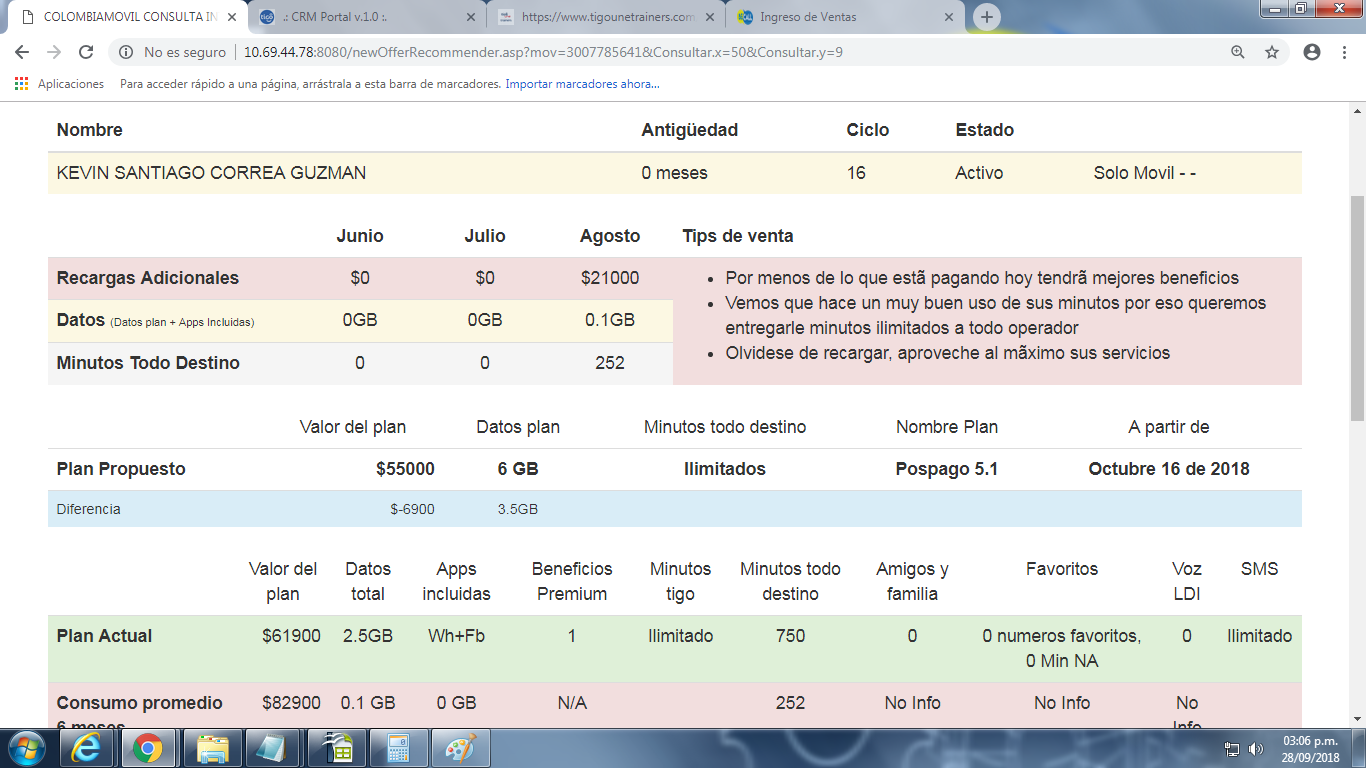 COLOMBIAMOVIL CONSULTA IN
.: CRM Portal v.1.0 :.
https://www.tigounetrainers.com
Ingreso de Ventas
No es seguro
10.69.44.78:8080/newOfferRecommender.asp?mov=3007785641&Consultar.x=50&Consultar.y=9
Aplicaciones Para acceder rápido a una página, arrástrala a esta barra de marcadores. Importar marcadores ahora...
Nombre Antigüedad Ciclo Estado
KEVIN SANTIAGO CORREA GUZMAN 0 meses 16 Activo Solo Movil - -
Junio Julio Agosto Tips de venta
Recargas Adicionales $0 $0 $21000
Datos (Datos plan + Apps Incluidas) 0GB 0GB 0.1GB
Minutos Todo Destino 0 0 252
• Por menos de lo que estã pagando hoy tendrã mejores beneficios
• Vemos que hace un muy buen uso de sus minutos por eso queremos
entregarle minutos ilimitados a todo operador
• Olvidese de recargar, aproveche al mãximo sus servicios
Valor del plan Datos plan Minutos todo destino Nombre Plan A partir de
Plan Propuesto $55000 6 GB Ilimitados Pospago 5.1 Octubre 16 de 2018
Diferencia $-6900 3.5GB
Valor del Datos Apps Beneficios Minutos Minutos todo Amigos y Favoritos Voz SMS
plan total incluidas Premium tigo destino familia LDI
Plan Actual $61900 2.5GB Wh+Fb 1 Ilimitado 750 0 0 numeros favoritos, 0 Ilimitado
0 Min NA
Consumo promedio $82900 0.1 GB 0 GB N/A 252 No Info No Info No
6 meses Info
03:06 p.m.
28/09/2018